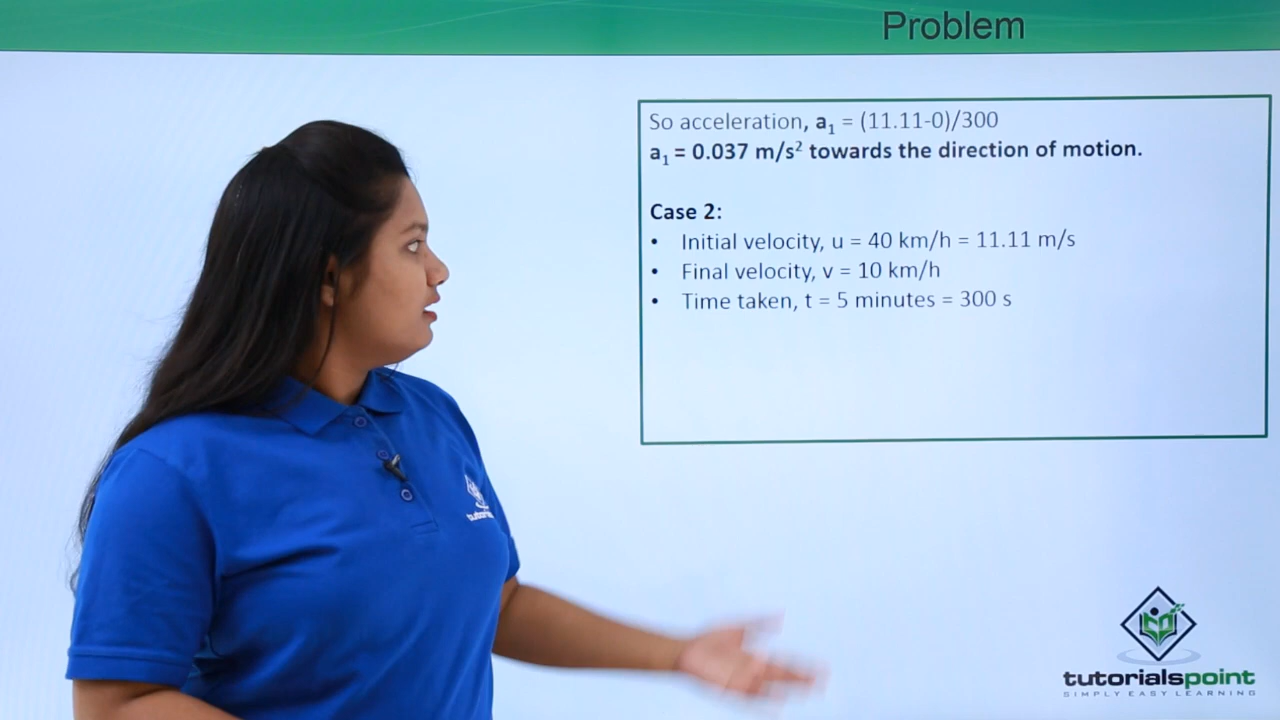 Problem
So acceleration, a₁ = (11.11-0)/300
a₁ = 0.037 m/s² towards the direction of motion.
Case 2:
• Initial velocity, u = 40 km/h = 11.11 m/s
• Final velocity, v = 10 km/h
• Time taken, t = 5 minutes = 300 s
tutorialspoint
SIMPLY EASY LEARNING